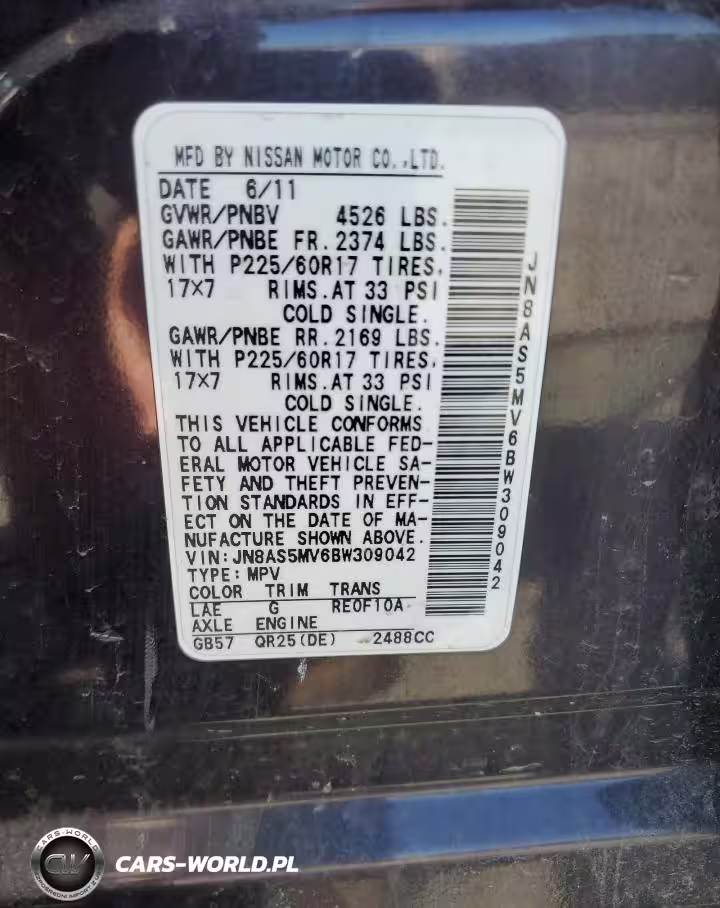 MFD BY NISSAN MOTOR CO.,LTD.
DATE 6/11
GVWR/PNBV 4526 LBS.
GAWR/PNBE FR. 2374 LBS.
WITH P225/60R17 TIRES.
17×7 RIMS.AT 33 PSI
COLD SINGLE.
GAWR/PNBE RR. 2169 LBS.
WITH P225/60R17 TIRES.
17×7 RIMS.AT 33 PSI
COLD SINGLE.
THIS VEHICLE CONFORMS
TO ALL APPLICABLE FED-
ERAL MOTOR VEHICLE SA-
FETY AND THEFT PREVEN-
TION STANDARDS IN EFF-
ECT ON THE DATE OF MA-
NUFACTURE SHOWN ABOVE.
VIN:JN8AS5MV6BW309042
TYPE:MPV
COLOR TRIM TRANS
LAE G RE0F10A
AXLE ENGINE
GB57 QR25(DE) 2488CC
JN8AS5MV6BW309042
CARS-WORLD
CW
CARS-WORLD.PL